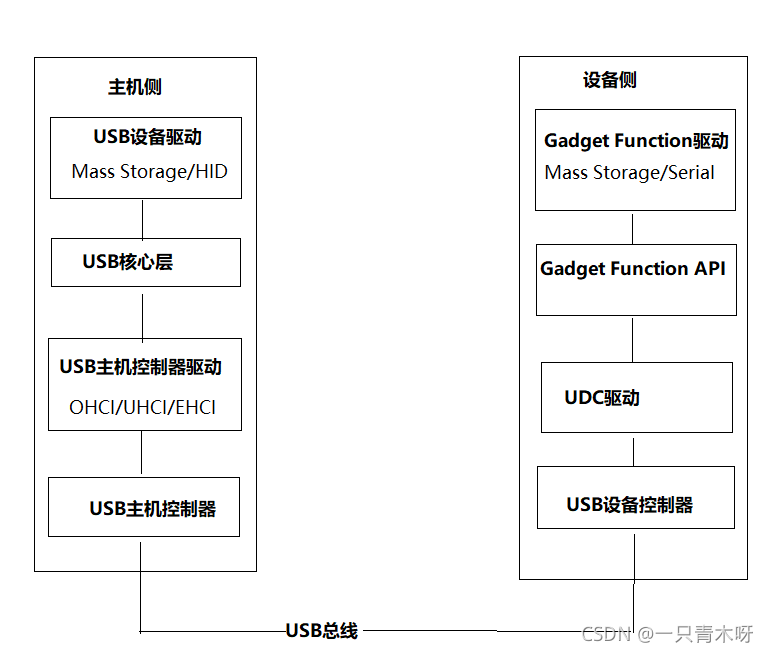 主机侧
USB设备驱动
Mass Storage/HID
USB核心层
USB主机控制器驱动
OHCI/UHCI/EHCI
USB主机控制器
设备侧
Gadget Function驱动
Mass Storage/Serial
Gadget Function API
UDC驱动
USB设备控制器
USB总线
CSDN @一只青木呀